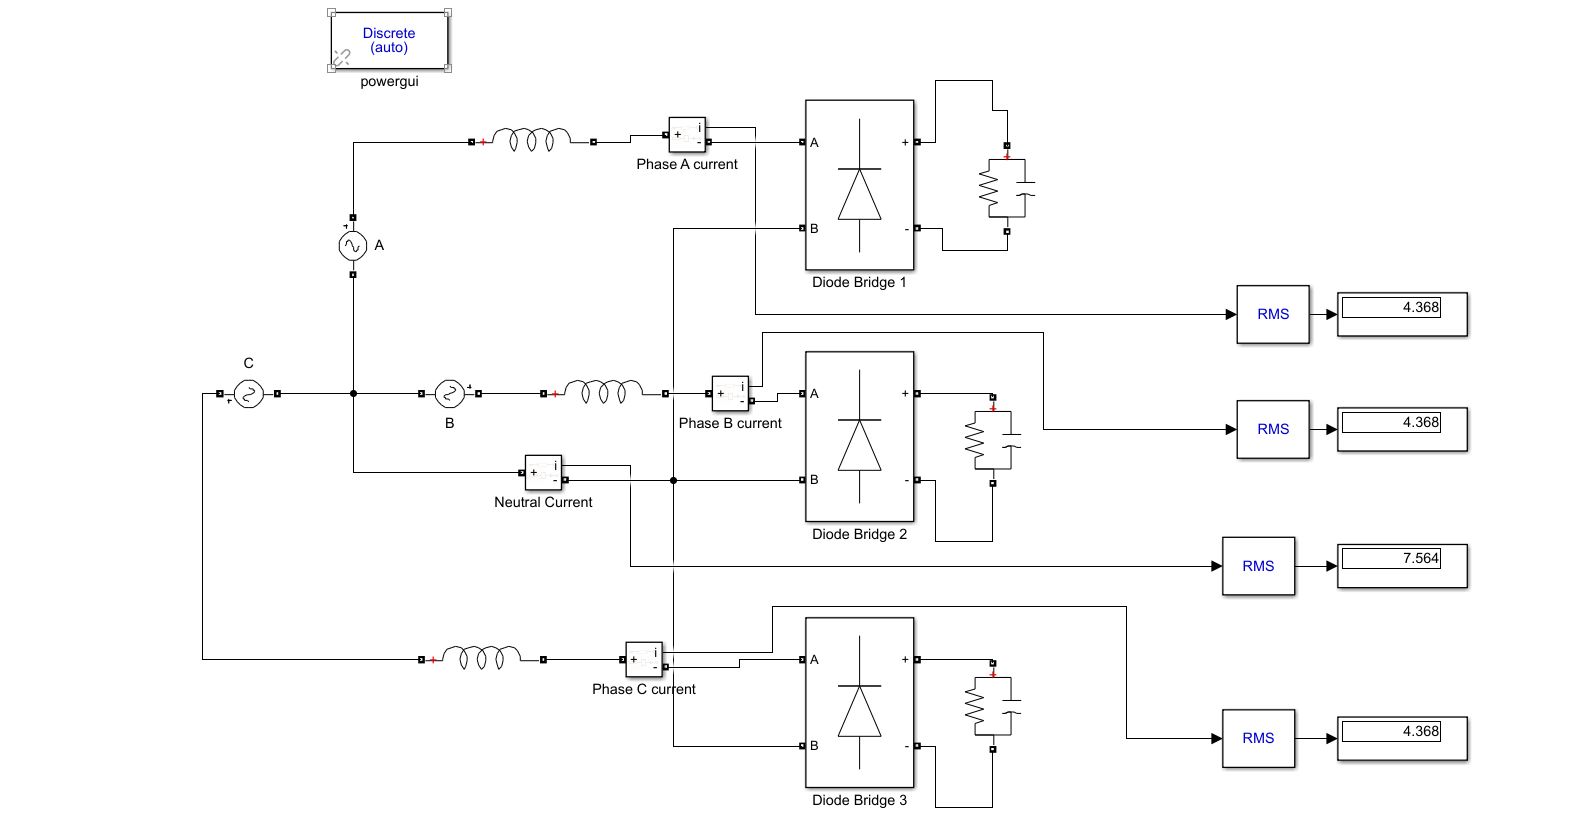 Discrete
(auto)
powergui
+
+
i
-
Phase A current
A
+
B
-
Diode Bridge 1
+
+
A
RMS
4.368
C
+
+
B
+
+
i
-
Phase B current
A
+
B
-
Diode Bridge 2
+
RMS
4.368
+
i
-
Neutral Current
RMS
7.564
+
+
i
-
Phase C current
A
+
B
-
Diode Bridge 3
+
RMS
4.368